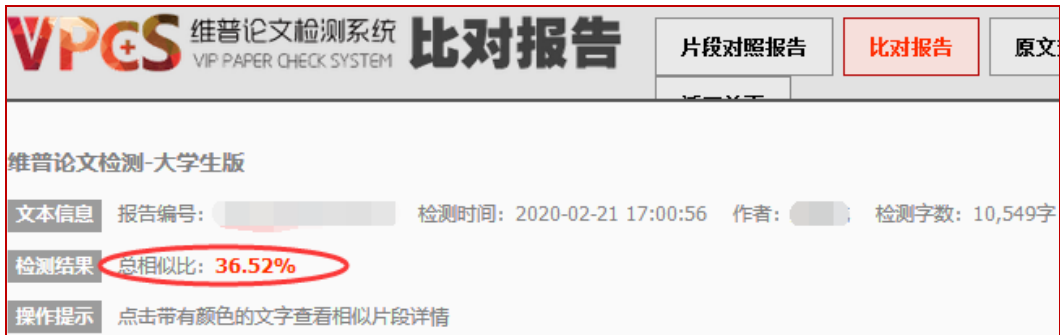 VPCS 维普论文检测系统 比对报告 片段对照报告 比对报告 原文
VIP PAPER CHECK SYSTEM
维普论文检测-大学生版
文本信息 报告编号: 检测时间: 2020-02-21 17:00:56 作者: 检测字数: 10,549字
检测结果 总相似比: 36.52%
操作提示 点击带有颜色的文字查看相似片段详情